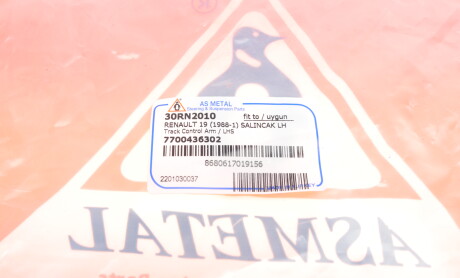 AS METAL
Steering & Suspension Parts
30RN2010 fit to / uygun
RENAULT 19 (1988-1) SALINCAK LH
Track Control Arm / LHS
7700436302
8680617019156
2201030037
ASMETAL